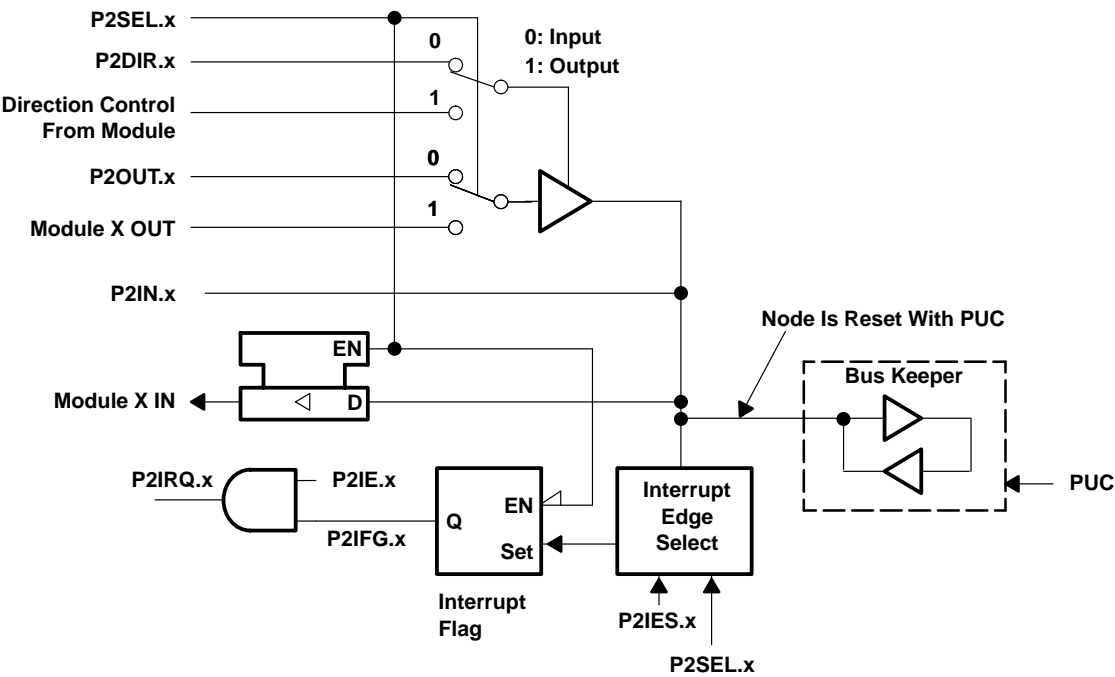 P2SEL.x
0
0: Input
1: Output
P2DIR.x
1
Direction Control
From Module
0
P2OUT.x
1
Module X OUT
P2IN.x
Node Is Reset With PUC
EN
Bus Keeper
Module X IN
D
P2IRQ.x
P2IE.x
PUC
Interrupt
Edge
Select
EN
Q
P2IFG.x
Set
Interrupt
Flag
P2IES.x
P2SEL.x